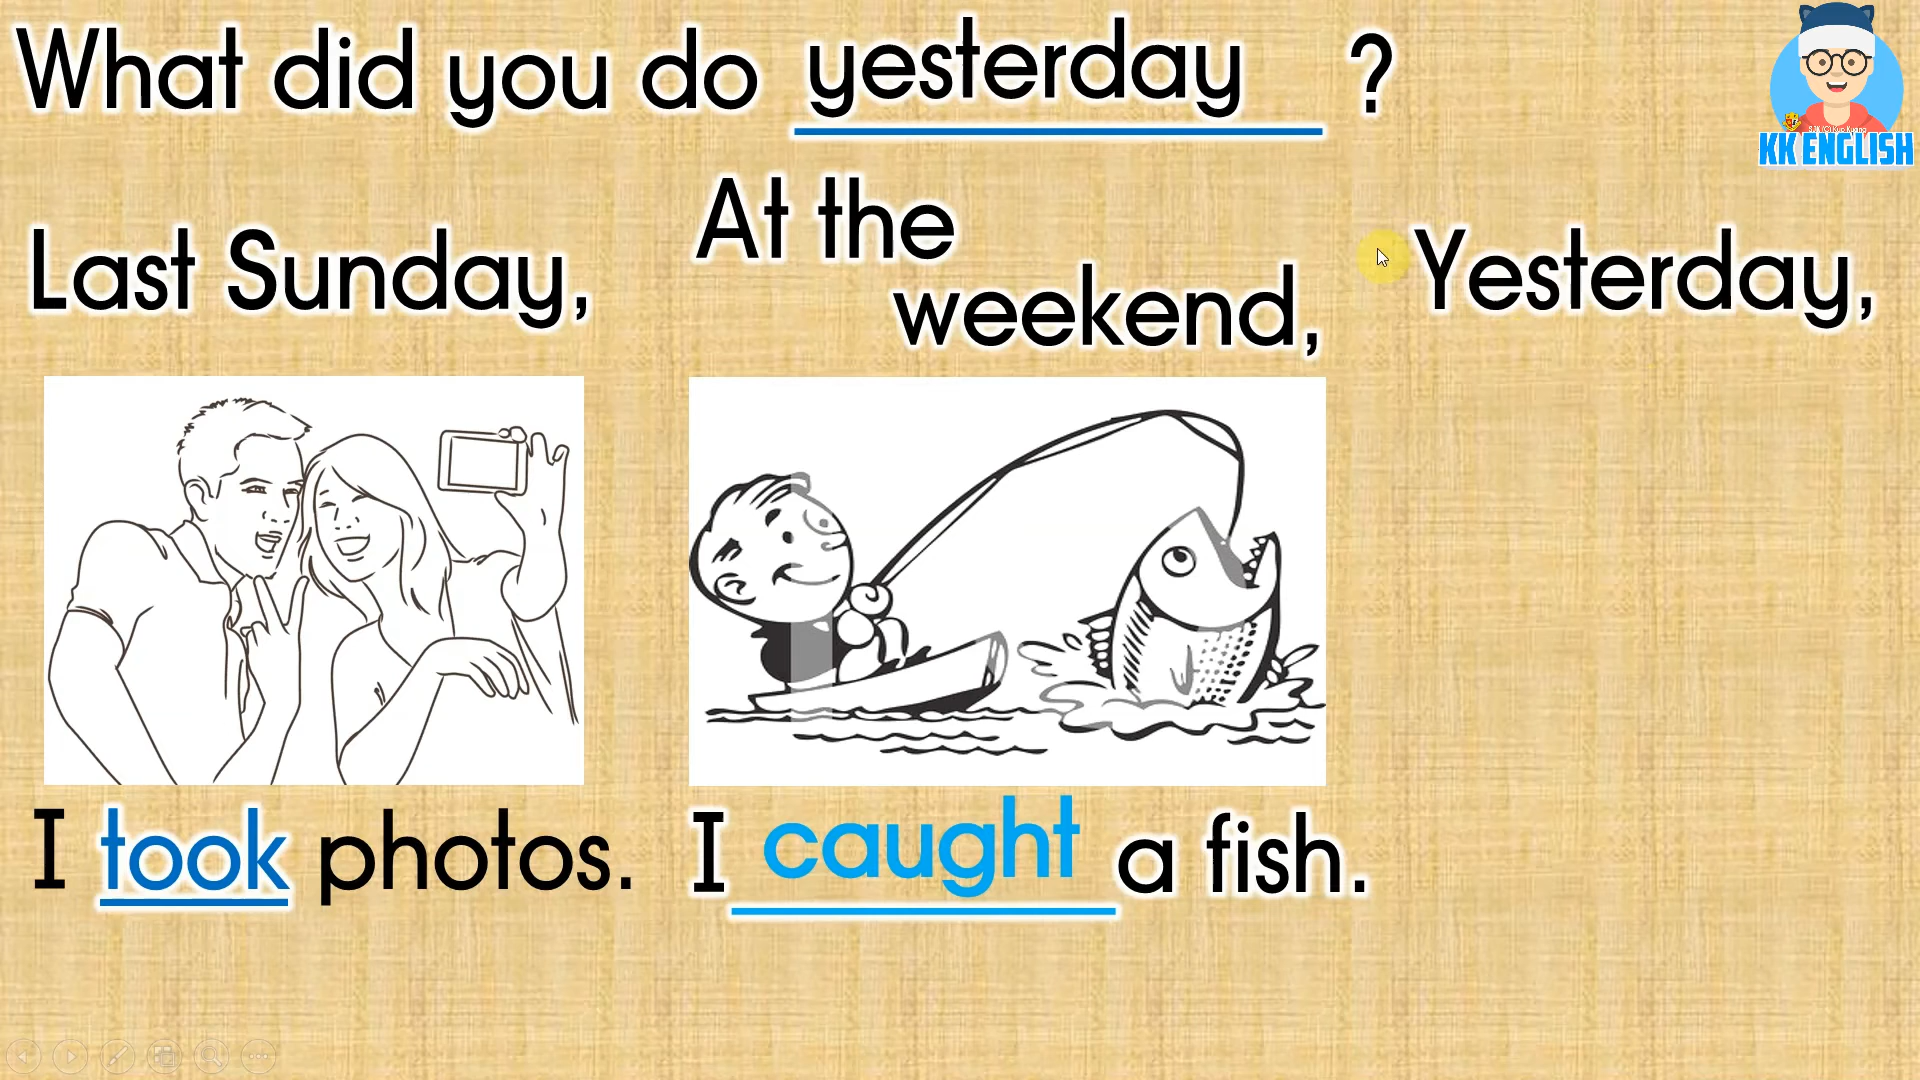 What did you do yesterday ?
KK ENGLISH
Last Sunday,
At the
weekend,
Yesterday,
I took photos.
I caught a fish.